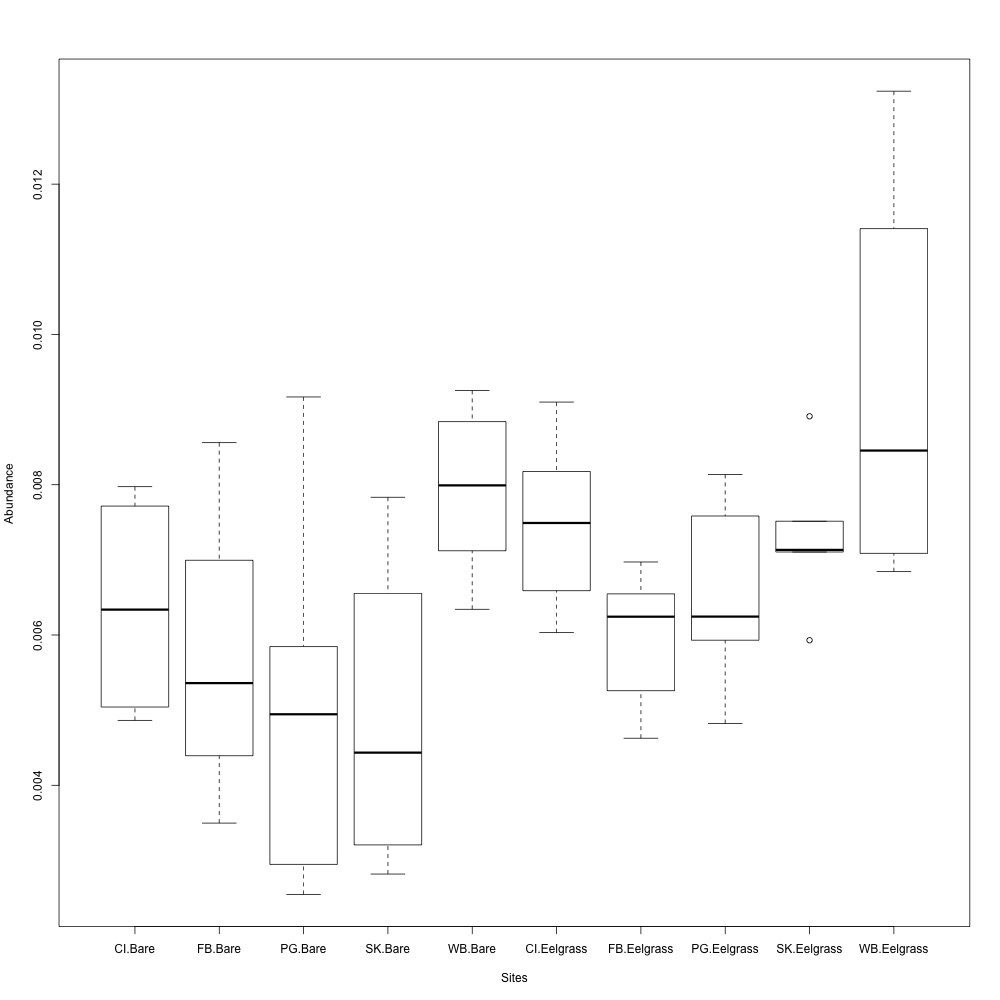 Abundance
0.012
0.010
0.008
0.006
0.004
CI.Bare FB.Bare PG.Bare SK.Bare WB.Bare CI.Eelgrass FB.Eelgrass PG.Eelgrass SK.Eelgrass WB.Eelgrass
Sites